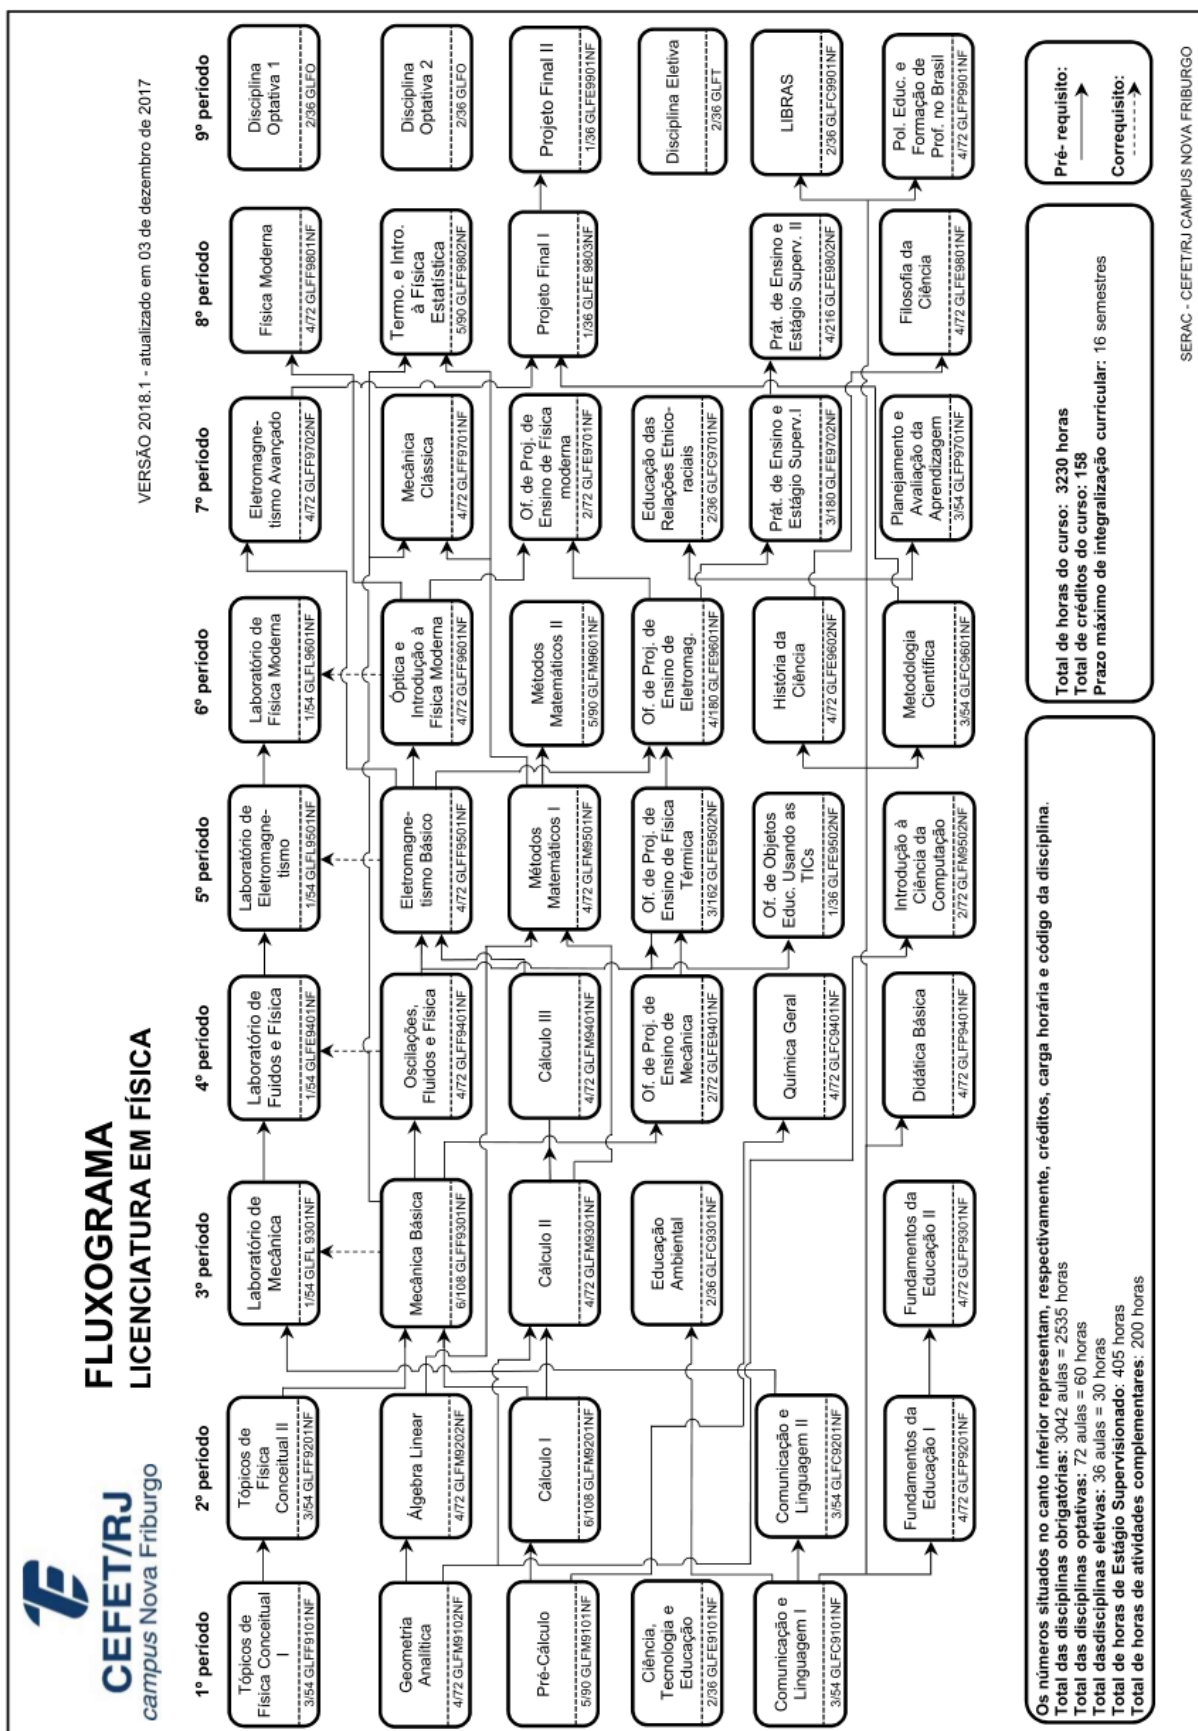 CEFET/RJ
campus Nova Friburgo
FLUXOGRAMA
LICENCIATURA EM FÍSICA
VERSÃO 2018.1 - atualizado em 03 de dezembro de 2017
1º período
Tópicos de
Física Conceitual
I
3/54 GLFF9101NF
Geometria
Analítica
4/72 GLFM9102NF
Pré-Cálculo
5/90 GLFM9101NF
Ciência,
Tecnologia e
Educação
2/36 GLFE9101NF
Comunicação e
Linguagem I
3/54 GLFC9101NF
2º período
Tópicos de
Física
Conceitual II
3/54 GLFF9201NF
Álgebra Linear
4/72 GLFM9202NF
Cálculo I
6/108 GLFM9201NF
Comunicação e
Linguagem II
3/54 GLFC9201NF
Fundamentos da
Educação I
4/72 GLFP9201NF
3º período
Laboratório de
Mecânica
1/54 GLFL 9301NF
Mecânica Básica
6/108 GLFF9301NF
Cálculo II
4/72 GLFM9301NF
Educação
Ambiental
2/36 GLFC9301NF
Fundamentos da
Educação II
4/72 GLFP9301NF
4º período
Laboratório de
Fuidos e Física
1/54 GLFE9401NF
Oscilações,
Fluidos e Física
4/72 GLFF9401NF
Cálculo III
4/72 GLFM9401NF
Of. de Proj. de
Ensino de
Mecânica
2/72 GLFE9401NF
Química Geral
4/72 GLFC9401NF
Didática Básica
4/72 GLFP9401NF
5º período
Laboratório de
Eletromagne-
tismo
1/54 GLFL9501NF
Eletromagne-
tismo Básico
4/72 GLFF9501NF
Métodos
Matemáticos I
4/72 GLFM9501NF
Of. de Proj. de
Ensino de Física
Térmica
3/162 GLFE9502NF
Of. de Objetos
Educ. Usando as
TICs
1/36 GLFE9502NF
Introdução à
Ciência da
Computação
2/72 GLFM9502NF
6º período
Laboratório de
Física Moderna
1/54 GLFL9601NF
Óptica e
Introdução à
Física Moderna
4/72 GLFF9601NF
Métodos
Matemáticos II
5/90 GLFM9601NF
Of. de Proj. de
Ensino de
Eletromag.
4/180 GLFE9601NF
História da
Ciência
4/72 GLFE9602NF
Metodologia
Científica
3/54 GLFC9601NF
7º período
Eletromagne-
tismo Avançado
4/72 GLFF9702NF
Mecânica
Clássica
4/72 GLFF9701NF
Of. de Proj. de
Ensino de Física
moderna
2/72 GLFE9701NF
Educação das
Relações Etnico-
raciais
2/36 GLFC9701NF
Prát. de Ensino e
Estágio Superv.I
3/180 GLFE9702NF
Planejamento e
Avaliação da
Aprendizagem
3/54 GLFP9701NF
8º período
Física Moderna
4/72 GLFF9801NF
Termo. e Intro.
à Física
Estatística
5/90 GLFF9802NF
Projeto Final I
1/36 GLFE 9803NF
Prát. de Ensino e
Estágio Superv. II
4/216 GLFE9802NF
Filosofia da
Ciência
4/72 GLFE9801NF
9º período
Disciplina
Optativa 1
2/36 GLFO
Disciplina
Optativa 2
2/36 GLFO
Projeto Final II
1/36 GLFE9901NF
Disciplina Eletiva
2/36 GLFT
LIBRAS
2/36 GLFC9901NF
Pol. Educ. e
Formação de
Prof. no Brasil
4/72 GLFP9901NF
Os números situados no canto inferior representam, respectivamente, créditos, carga horária e código da disciplina.
Total das disciplinas obrigatórias: 3042 aulas = 2535 horas
Total das disciplinas optativas: 72 aulas = 60 horas
Total dasdisciplinas eletivas: 36 aulas = 30 horas
Total de horas de Estágio Supervisionado: 405 horas
Total de horas de atividades complementares: 200 horas
Total de horas do curso: 3230 horas
Total de créditos do curso: 158
Prazo máximo de integralização curricular: 16 semestres
Pré- requisito:
Correquisito:
SERAC - CEFET/RJ CAMPUS NOVA FRIBURGO